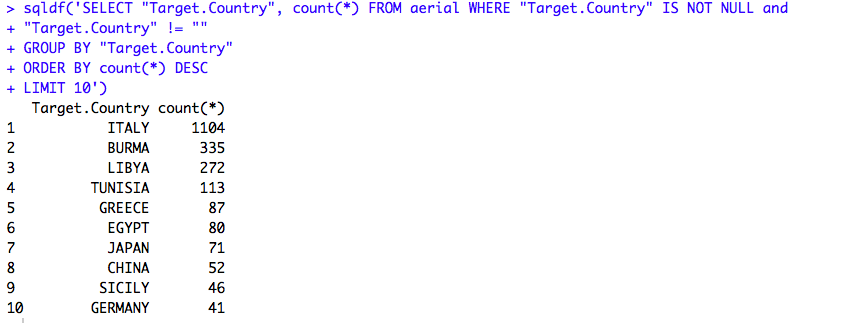 > sqldf('SELECT "Target.Country", count(*) FROM aerial WHERE "Target.Country" IS NOT NULL and
+ "Target.Country" != ""
+ GROUP BY "Target.Country"
+ ORDER BY count(*) DESC
+ LIMIT 10')
   Target.Country count(*)
1           ITALY     1104
2           BURMA      335
3           LIBYA      272
4         TUNISIA      113
5          GREECE       87
6           EGYPT       80
7           JAPAN       71
8           CHINA       52
9          SICILY       46
10        GERMANY       41